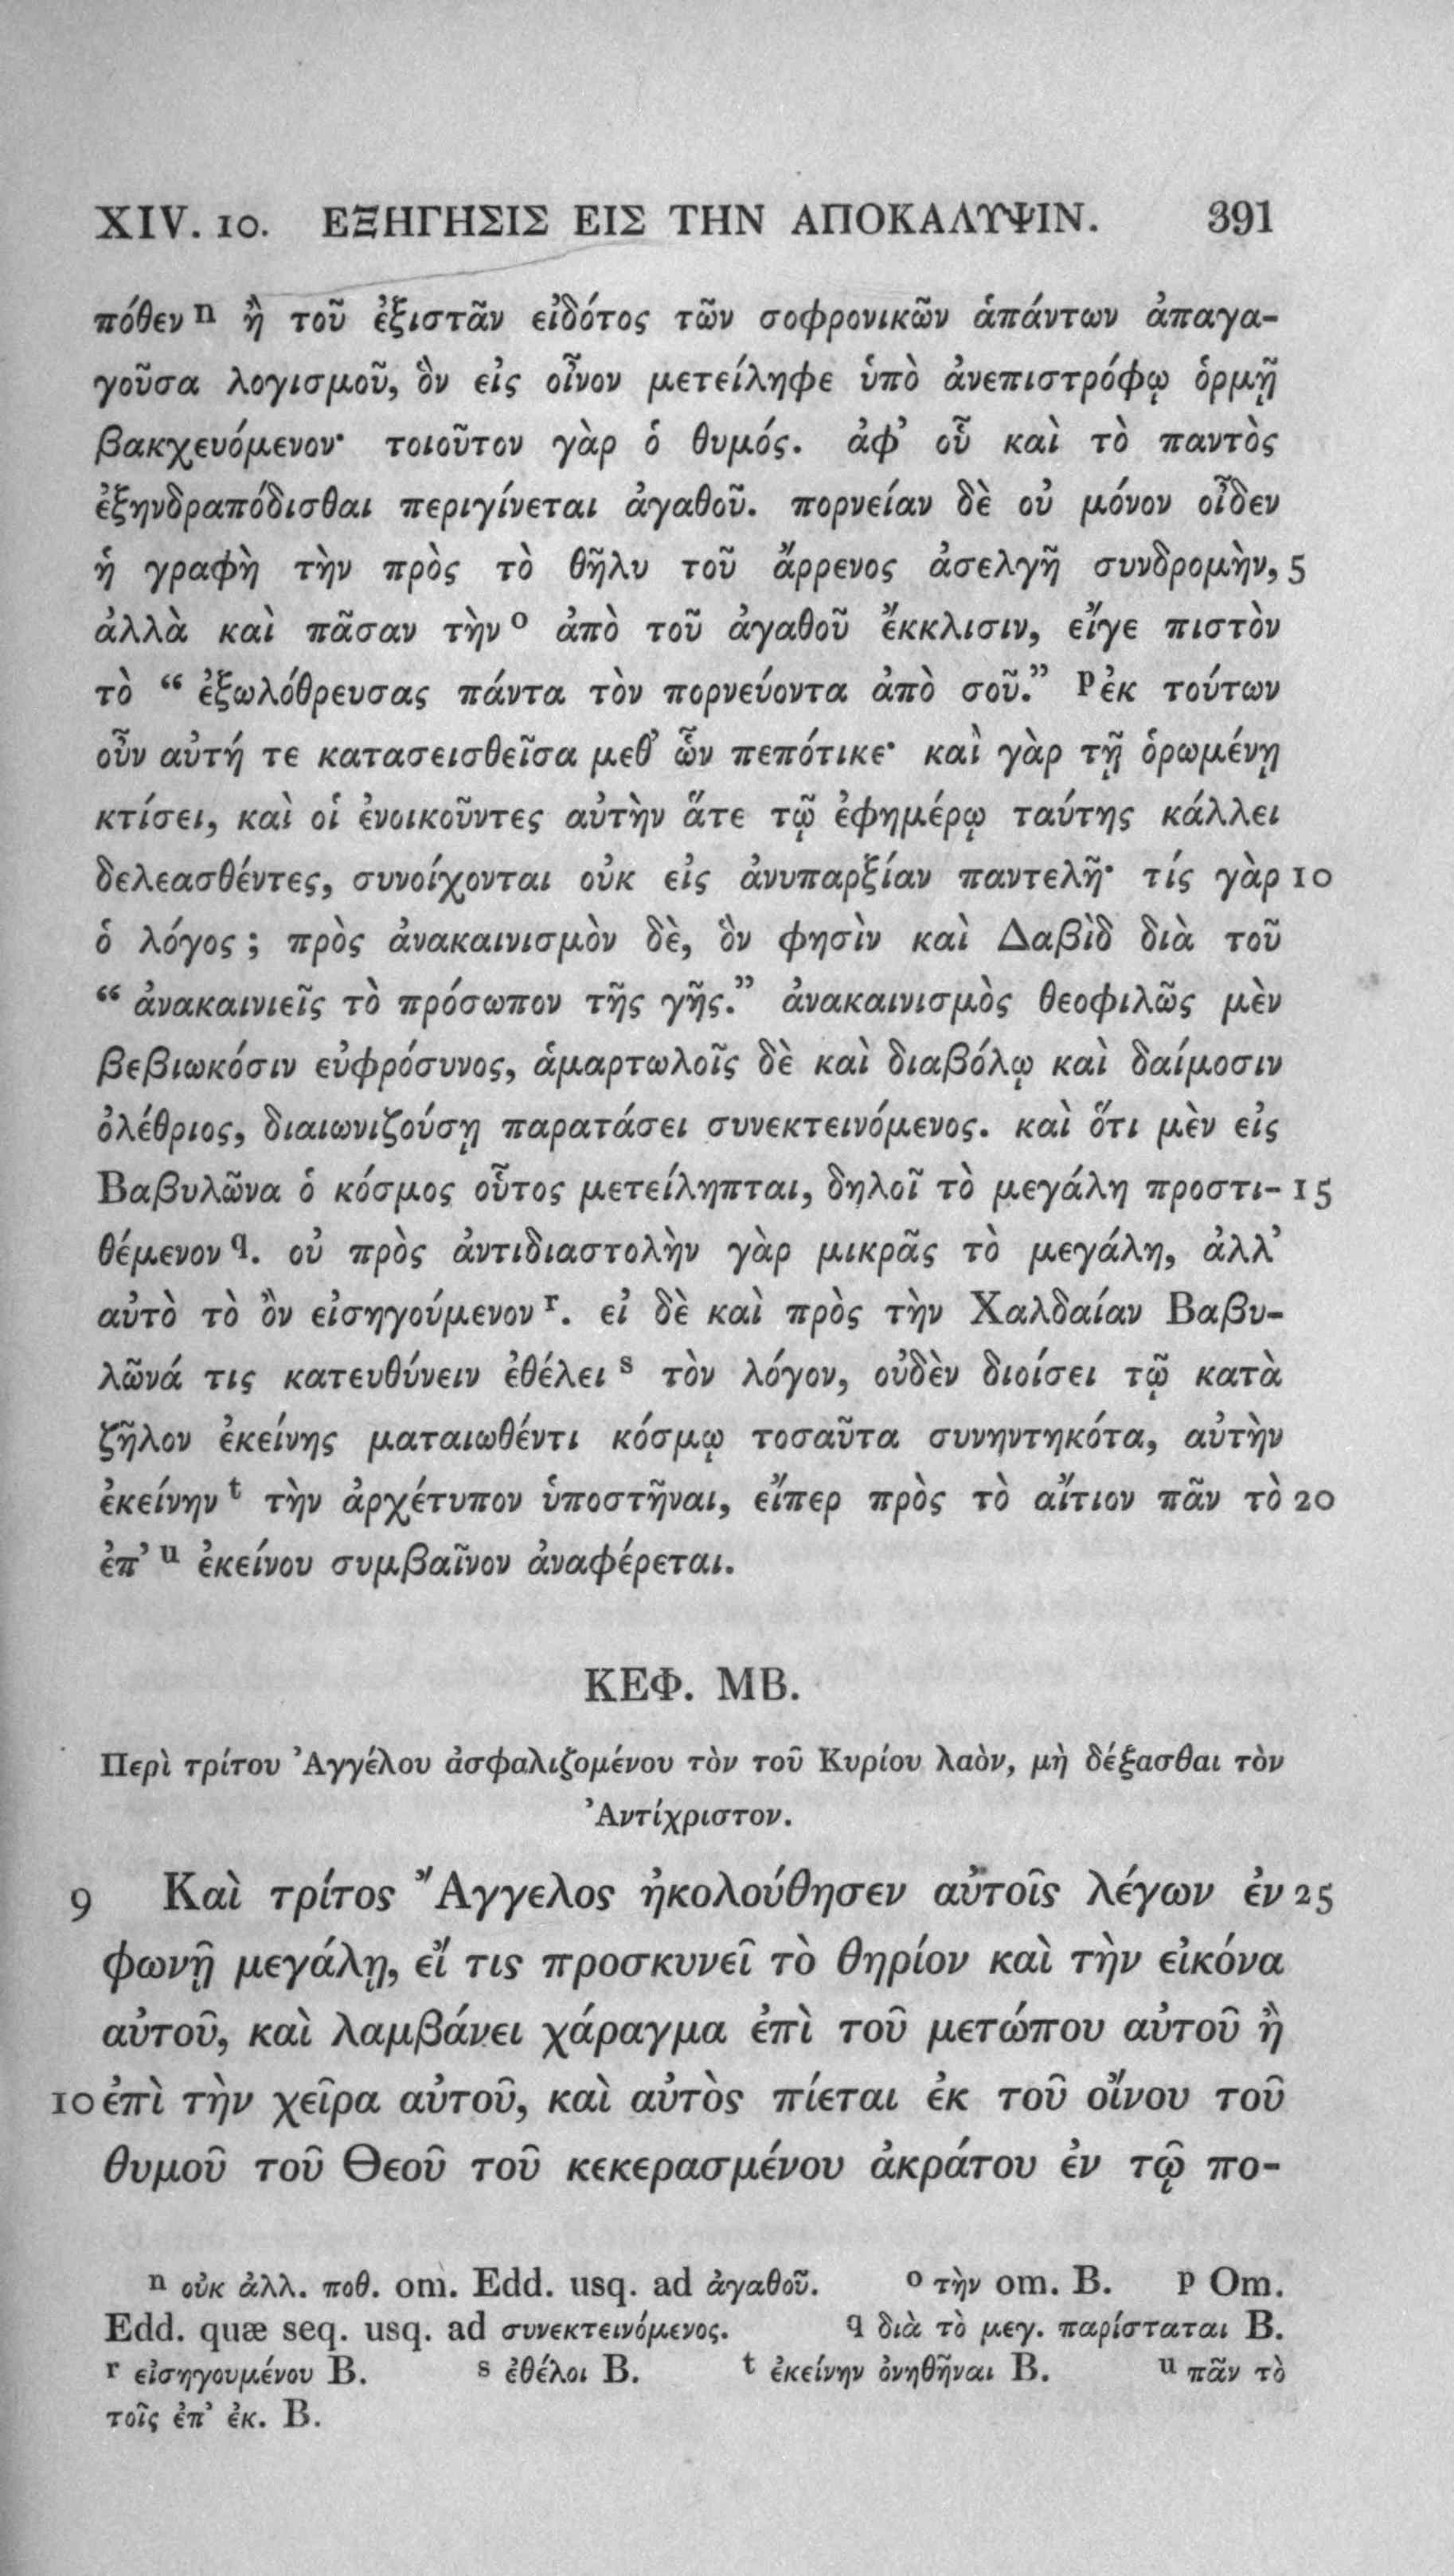 XIV. 10. ΕΞΗΓΗΣΙΣ ΕΙΣ ΤΗΝ ΑΠΟΚΑΛΥΨΙΝ. 391
πόθεν n ἢ τοῦ ἐξιστᾶν εἰδότος τῶν σοφρονικῶν ἁπάντων ἀπαγα-
γοῦσα λογισμοῦ, ὃν εἰς οἶνον μετείληφε ὑπὸ ἀνεπιστρόφῳ ὁρμῇ
βακχευόμενον· τοιοῦτον γὰρ ὁ θυμός. ἀφ’ οὗ καὶ τὸ παντὸς
ἐξηνδραπόδισθαι περιγίνεται ἀγαθοῦ. πορνείαν δὲ οὐ μόνον οἶδεν
ἡ γραφὴ τὴν πρὸς τὸ θῆλυ τοῦ ἄρρενος ἀσελγῆ συνδρομὴν, 5
ἀλλὰ καὶ πᾶσαν τὴν o ἀπὸ τοῦ ἀγαθοῦ ἔκκλισιν, εἴγε πιστὸν
τὸ “ ἐξωλόθρευσας πάντα τὸν πορνεύοντα ἀπὸ σοῦ.” p ἐκ τούτων
οὖν αὐτή τε κατασεισθεῖσα μεθ’ ὧν πεπότικε· καὶ γὰρ τῇ ὁρωμένῃ
κτίσει, καὶ οἱ ἐνοικοῦντες αὐτὴν ἅτε τῷ ἐφημέρῳ ταύτης κάλλει
δελεασθέντες, συνοίχονται οὐκ εἰς ἀνυπαρξίαν παντελῆ· τίς γὰρ 10
ὁ λόγος ; πρὸς ἀνακαινισμὸν δὲ, ὃν φησὶν καὶ Δαβὶδ διὰ τοῦ
“ ἀνακαινιεῖς τὸ πρόσωπον τῆς γῆς.” ἀνακαινισμὸς θεοφιλῶς μὲν
βεβιωκόσιν εὐφρόσυνος, ἁμαρτωλοῖς δὲ καὶ διαβόλῳ καὶ δαίμοσιν
ὀλέθριος, διαιωνιζούσῃ παρατάσει συνεκτεινόμενος. καὶ ὅτι μὲν εἰς
Βαβυλῶνα ὁ κόσμος οὗτος μετείληπται, δηλοῖ τὸ μεγάλη προστι- 15
θέμενον q. οὐ πρὸς ἀντιδιαστολὴν γὰρ μικρᾶς τὸ μεγάλη, ἀλλ’
αὐτὸ τὸ ὂν εἰσηγούμενον r. εἰ δὲ καὶ πρὸς τὴν Χαλδαίαν Βαβυ-
λῶνά τις κατευθύνειν ἐθέλει s τὸν λόγον, οὐδὲν διοίσει τῷ κατὰ
ζῆλον ἐκείνης ματαιωθέντι κόσμῳ τοσαῦτα συνηντηκότα, αὐτὴν
ἐκείνην t τὴν ἀρχέτυπον ὑποστῆναι, εἴπερ πρὸς τὸ αἴτιον πᾶν τὸ 20
ἐπ’ u ἐκείνου συμβαῖνον ἀναφέρεται.
ΚΕΦ. ΜΒ.
Περὶ τρίτου Ἀγγέλου ἀσφαλιζομένου τὸν τοῦ Κυρίου λαὸν, μὴ δέξασθαι τὸν
Ἀντίχριστον.
9 Καὶ τρίτος Ἄγγελος ἠκολούθησεν αὐτοῖς λέγων ἐν 25
φωνῇ μεγάλῃ, εἴ τις προσκυνεῖ τὸ θηρίον καὶ τὴν εἰκόνα
αὐτοῦ, καὶ λαμβάνει χάραγμα ἐπὶ τοῦ μετώπου αὐτοῦ ἢ
10 ἐπὶ τὴν χεῖρα αὐτοῦ, καὶ αὐτὸς πίεται ἐκ τοῦ οἴνου τοῦ
θυμοῦ τοῦ Θεοῦ τοῦ κεκερασμένου ἀκράτου ἐν τῷ πο-
n οὐκ ἀλλ. ποθ. om. Edd. usq. ad ἀγαθοῦ. o τὴν om. B. p Om.
Edd. quæ seq. usq. ad συνεκτεινόμενος. q διὰ τὸ μεγ. παρίσταται B.
r εἰσηγουμένου B. s ἐθέλοι B. t ἐκείνην ὀνηθῆναι B. u πᾶν τὸ
τοῖς ἐπ’ ἐκ. B.